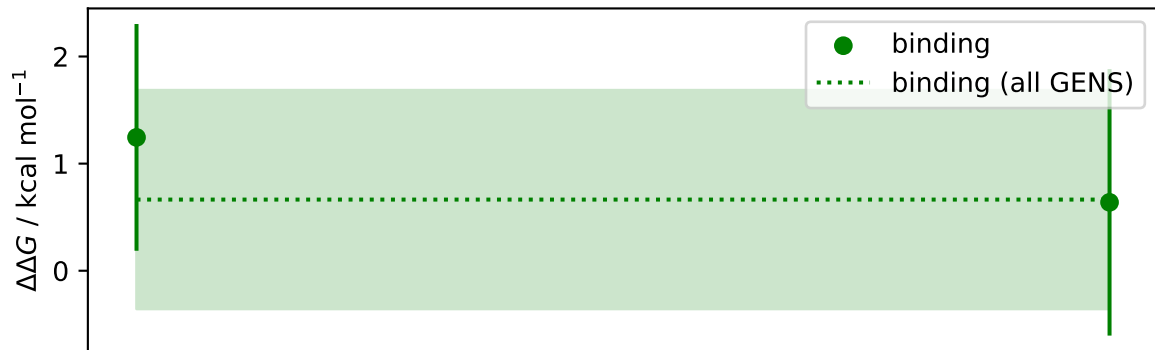 ΔΔG / kcal mol⁻¹
2
1
0
binding
binding (all GENS)